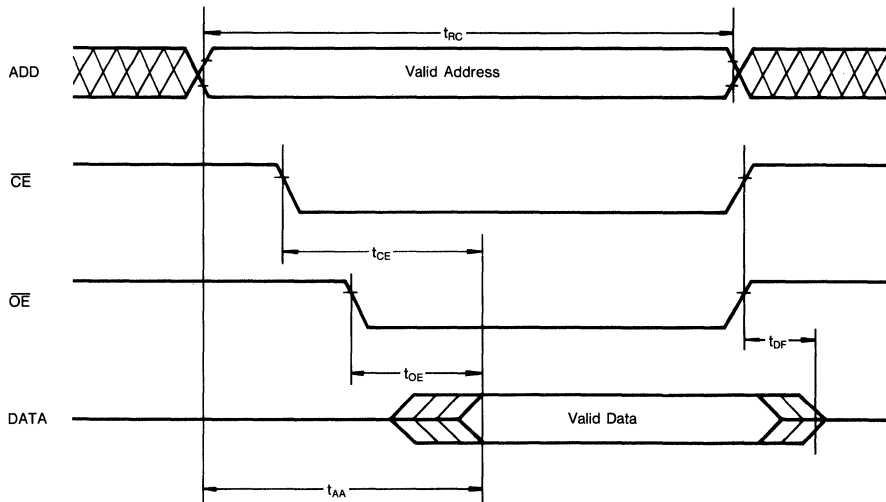 tRC
ADD
Valid Address
CE
tCE
OE
tDF
tOE
DATA
Valid Data
tAA